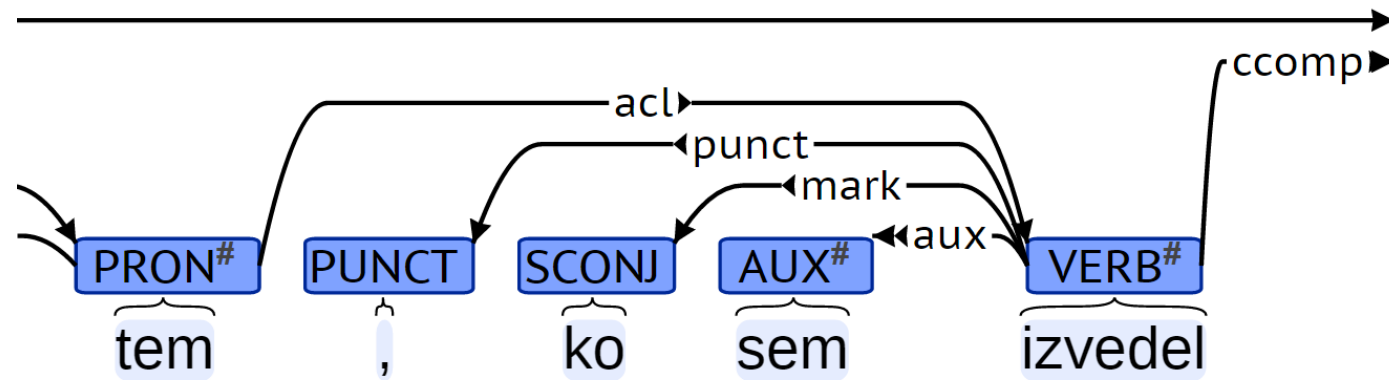 ccomp
acl
punct
mark
aux
PRON# PUNCT SCONJ AUX# VERB#
tem , ko sem izvedel